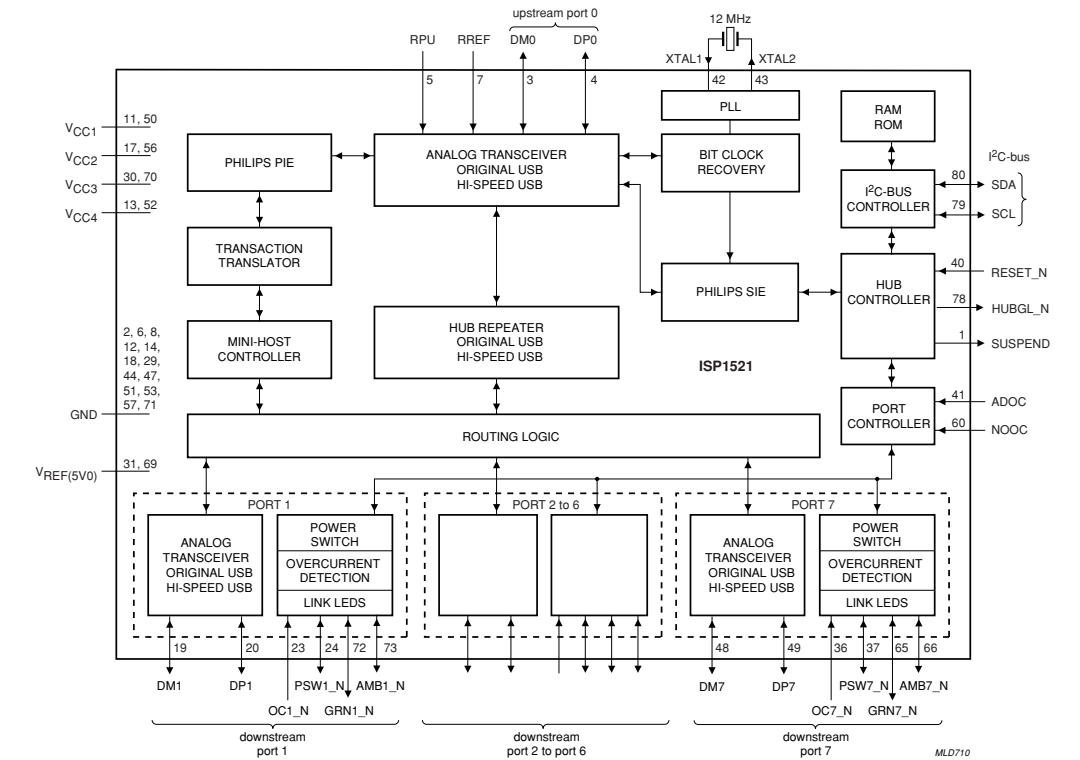 upstream port 0
12 MHz
RPU RREF DM0 DP0
XTAL1 XTAL2
5 7 3 4 42 43
PLL
RAM
ROM
VCC1 11, 50
VCC2 17, 56
VCC3 30, 70
VCC4 13, 52
PHILIPS PIE
ANALOG TRANSCEIVER
ORIGINAL USB
HI-SPEED USB
BIT CLOCK
RECOVERY
I2C-bus
I2C-BUS
CONTROLLER
80 SDA
79 SCL
TRANSACTION
TRANSLATOR
PHILIPS SIE
HUB
CONTROLLER
40 RESET_N
78 HUBGL_N
1 SUSPEND
MINI-HOST
CONTROLLER
HUB REPEATER
ORIGINAL USB
HI-SPEED USB
ISP1521
2, 6, 8,
12, 14,
18, 29,
44, 47,
51, 53,
57, 71
GND
PORT
CONTROLLER
41 ADOC
60 NOOC
ROUTING LOGIC
VREF(5V0) 31, 69
PORT 1
ANALOG
TRANSCEIVER
ORIGINAL USB
HI-SPEED USB
POWER
SWITCH
OVERCURRENT
DETECTION
LINK LEDS
PORT 2 to 6
PORT 7
ANALOG
TRANSCEIVER
ORIGINAL USB
HI-SPEED USB
POWER
SWITCH
OVERCURRENT
DETECTION
LINK LEDS
19 20 23 24 72 73
48 49 36 37 65 66
DM1 DP1 PSW1_N AMB1_N
OC1_N GRN1_N
DM7 DP7 PSW7_N AMB7_N
OC7_N GRN7_N
downstream
port 1
downstream
port 2 to port 6
downstream
port 7
MLD710